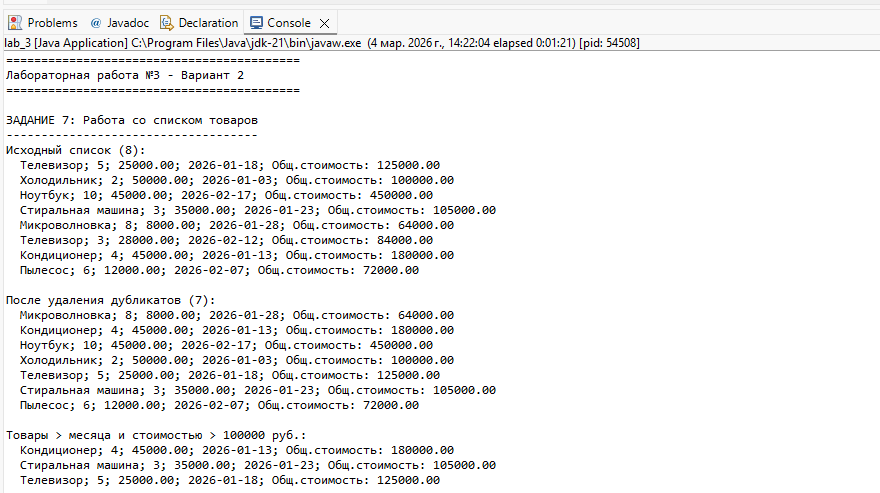 Problems @ Javadoc Declaration Console
lab_3 [Java Application] C:\Program Files\Java\jdk-21\bin\javaw.exe (4 мар. 2026 г., 14:22:04 elapsed 0:01:21) [pid: 54508]
==========================================
Лабораторная работа №3 - Вариант 2
==========================================
ЗАДАНИЕ 7: Работа со списком товаров
------------------------------------
Исходный список (8):
Телевизор; 5; 25000.00; 2026-01-18; Общ.стоимость: 125000.00
Холодильник; 2; 50000.00; 2026-01-03; Общ.стоимость: 100000.00
Ноутбук; 10; 45000.00; 2026-02-17; Общ.стоимость: 450000.00
Стиральная машина; 3; 35000.00; 2026-01-23; Общ.стоимость: 105000.00
Микроволновка; 8; 8000.00; 2026-01-28; Общ.стоимость: 64000.00
Телевизор; 3; 28000.00; 2026-02-12; Общ.стоимость: 84000.00
Кондиционер; 4; 45000.00; 2026-01-13; Общ.стоимость: 180000.00
Пылесос; 6; 12000.00; 2026-02-07; Общ.стоимость: 72000.00
После удаления дубликатов (7):
Микроволновка; 8; 8000.00; 2026-01-28; Общ.стоимость: 64000.00
Кондиционер; 4; 45000.00; 2026-01-13; Общ.стоимость: 180000.00
Ноутбук; 10; 45000.00; 2026-02-17; Общ.стоимость: 450000.00
Холодильник; 2; 50000.00; 2026-01-03; Общ.стоимость: 100000.00
Телевизор; 5; 25000.00; 2026-01-18; Общ.стоимость: 125000.00
Стиральная машина; 3; 35000.00; 2026-01-23; Общ.стоимость: 105000.00
Пылесос; 6; 12000.00; 2026-02-07; Общ.стоимость: 72000.00
Товары > месяца и стоимостью > 100000 руб.:
Кондиционер; 4; 45000.00; 2026-01-13; Общ.стоимость: 180000.00
Стиральная машина; 3; 35000.00; 2026-01-23; Общ.стоимость: 105000.00
Телевизор; 5; 25000.00; 2026-01-18; Общ.стоимость: 125000.00